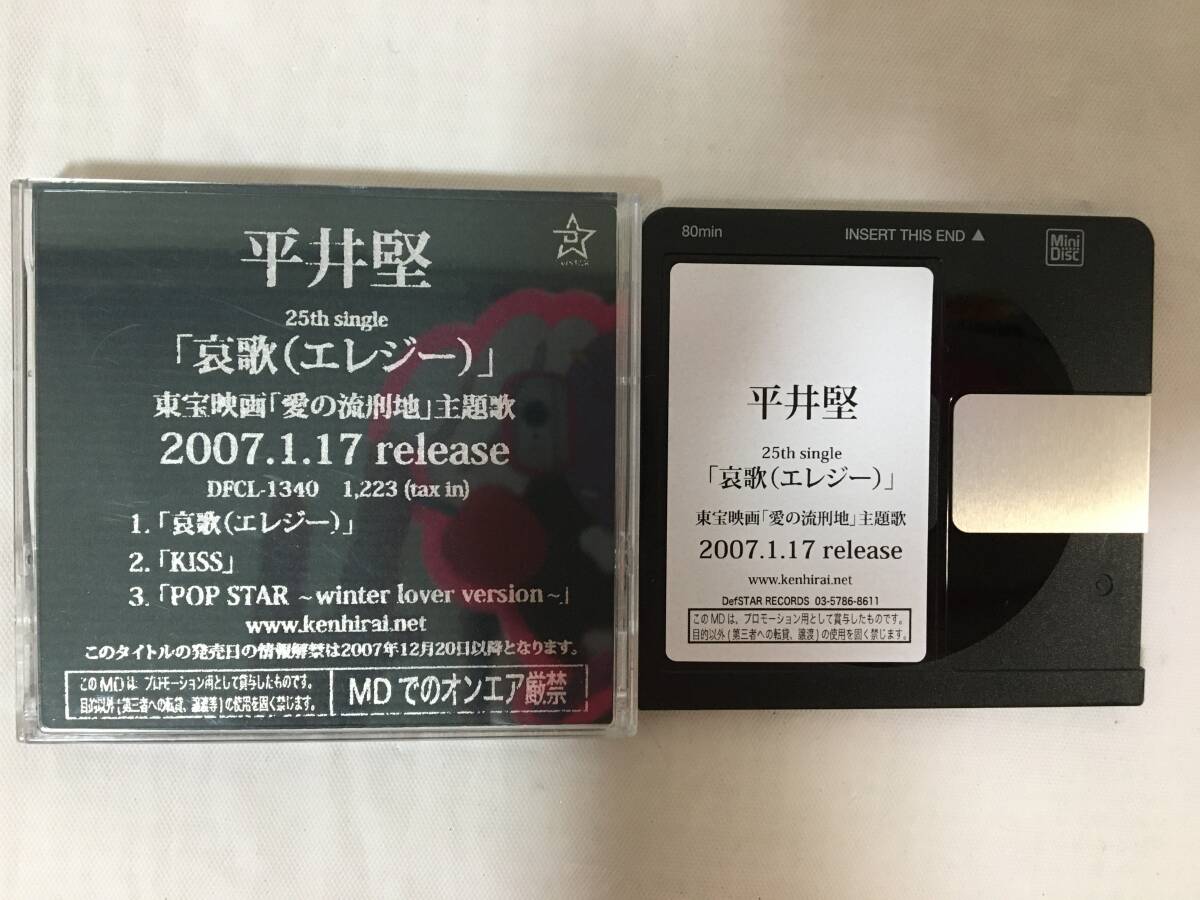 平井堅
25th single
「哀歌(エレジー)」
東宝映画「愛の流刑地」主題歌
2007.1.17 release
DFCL-1340 1,223 (tax in)
1.「哀歌(エレジー)」
2.「KISS」
3.「POP STAR ~winter lover version~」
www.kenhirai.net
このタイトルの発売日の情報解禁は2007年12月20日以降となります。
このMDは、プロモーション用として貸与したものです。
目的外(第三者への転貸、譲渡等)の使用を固く禁じます。
MDでのオンエア厳禁
80min
INSERT THIS END ▲
Mini Disc
平井堅
25th single
「哀歌(エレジー)」
東宝映画「愛の流刑地」主題歌
2007.1.17 release
www.kenhirai.net
DefSTAR RECORDS 03-5786-8611
このMDは、プロモーション用として貸与したものです。
目的以外(第三者への転貸、譲渡)の使用を固く禁じます。